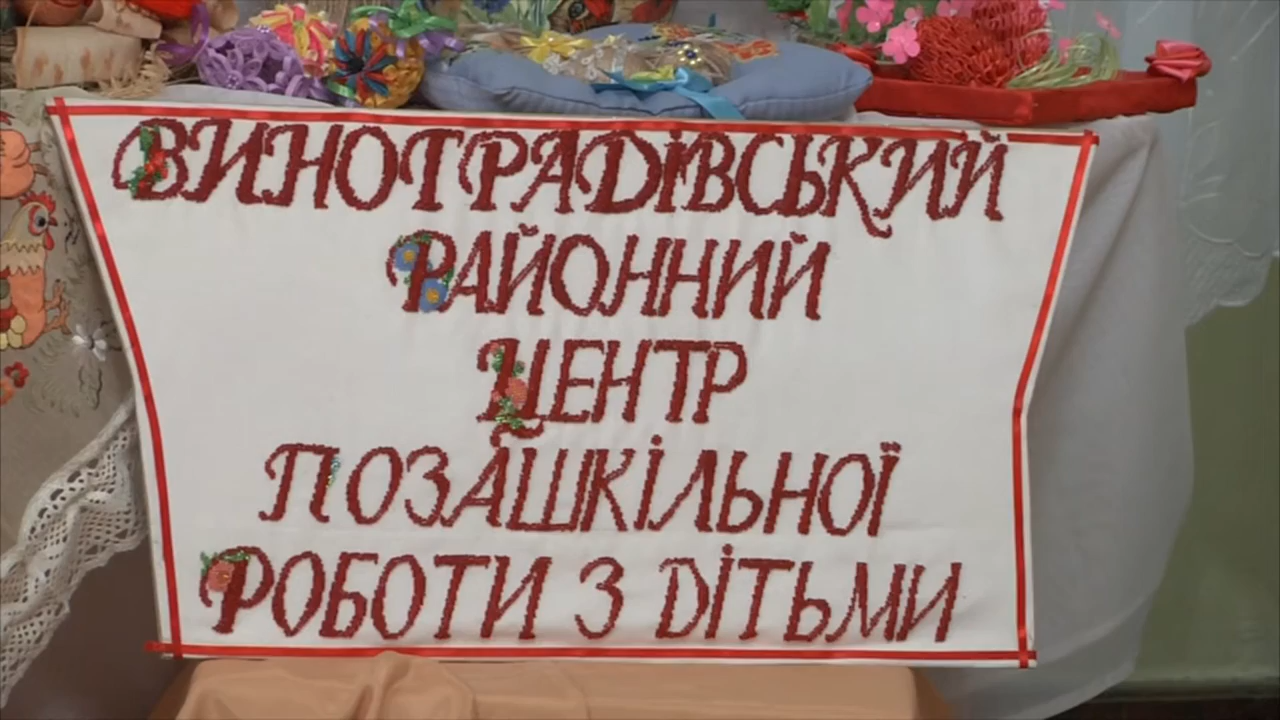 ВИНОГРАДІВСЬКИЙ
РАЙОННИЙ
ЦЕНТР
ПОЗАШКІЛЬНОЇ
РОБОТИ З ДІТЬМИ